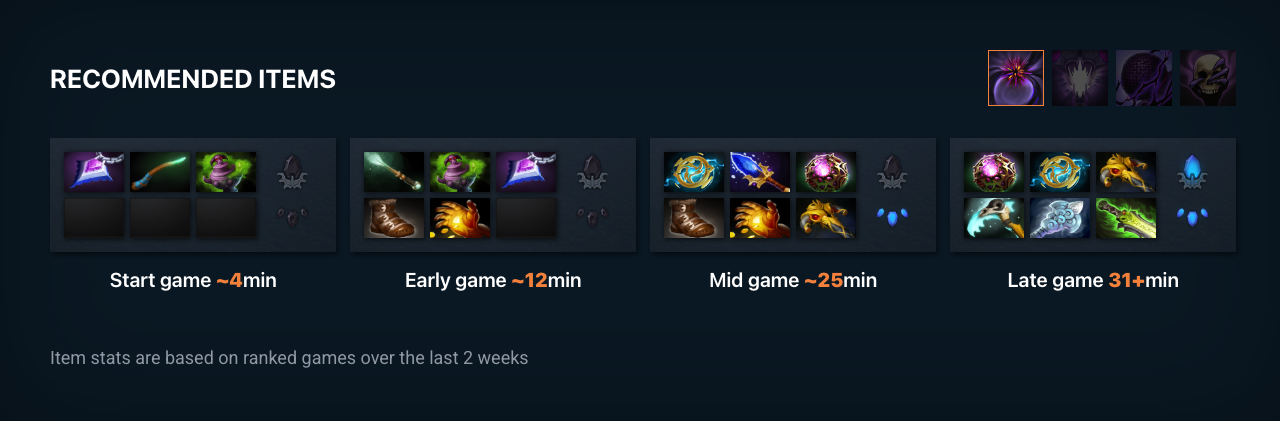 RECOMMENDED ITEMS
Start game ~4min
Early game ~12min
Mid game ~25min
Late game 31+min
Item stats are based on ranked games over the last 2 weeks